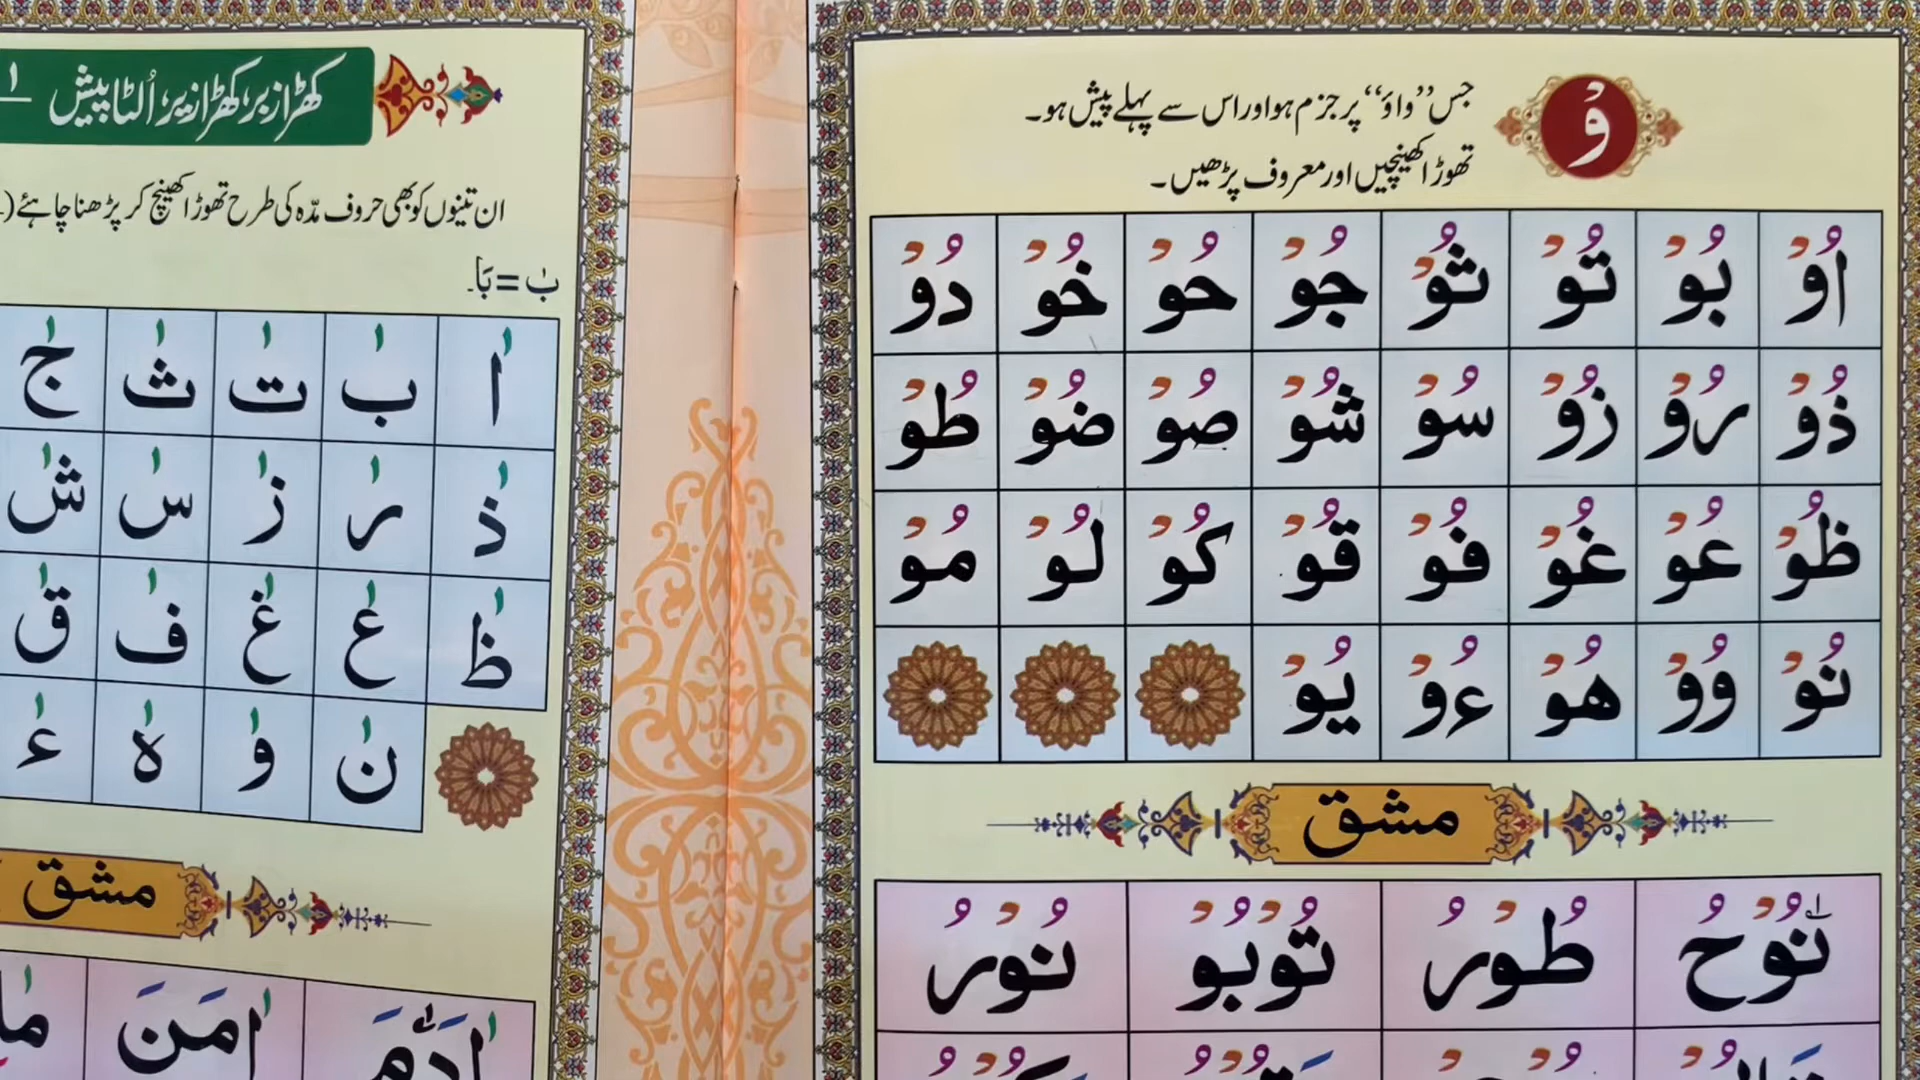 وْ
جس ”واؤ“ پر جزم ہو اور اس سے پہلے پیش ہو۔
تھوڑا کھینچیں اور معروف پڑھیں۔
اُوْ بُوْ تُوْ ثُوْ جُوْ حُوْ خُوْ دُوْ
ذُوْ رُوْ زُوْ سُوْ شُوْ صُوْ ضُوْ طُوْ
ظُوْ عُوْ غُوْ فُوْ قُوْ كُوْ لُوْ مُوْ
نُوْ وُوْ هُوْ ءُوْ يُوْ
مشق
نُوْحُ طُوْرُ تُوْبُوْ نُوْرُ
کھڑا زبر، کھڑا زیر، اُلٹا پیش
ان تینوں کو بھی حروف مدّہ کی طرح تھوڑا کھینچ کر پڑھنا چاہئے (
بٰ = بَا۔
اٰ بٰ تٰ ثٰ جٰ
ذٰ رٰ زٰ سٰ شٰ
ظٰ عٰ غٰ فٰ قٰ
نٰ وٰ هٰ ءٰ
مشق
اٰدَمَ اٰمَنَ